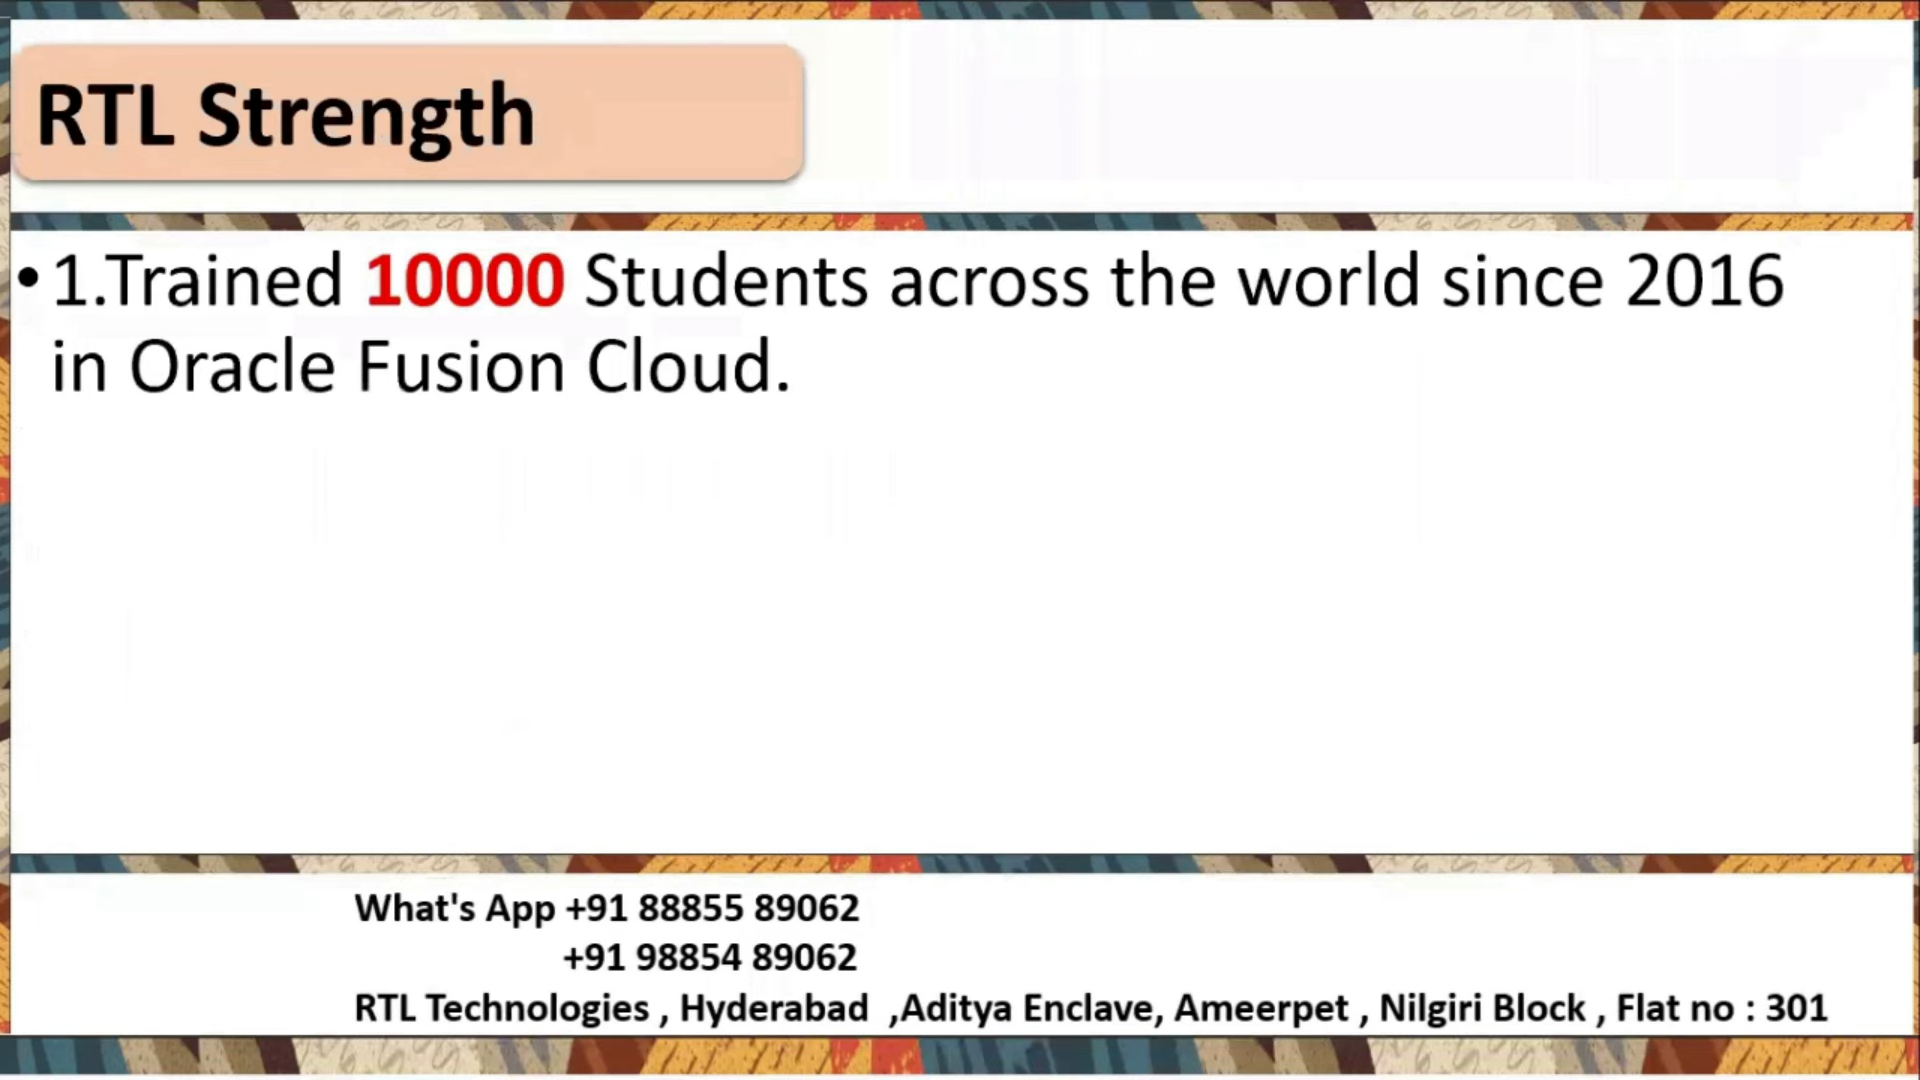 RTL Strength
• 1.Trained 10000 Students across the world since 2016
in Oracle Fusion Cloud.
What's App +91 88855 89062
+91 98854 89062
RTL Technologies , Hyderabad  ,Aditya Enclave, Ameerpet , Nilgiri Block , Flat no : 301